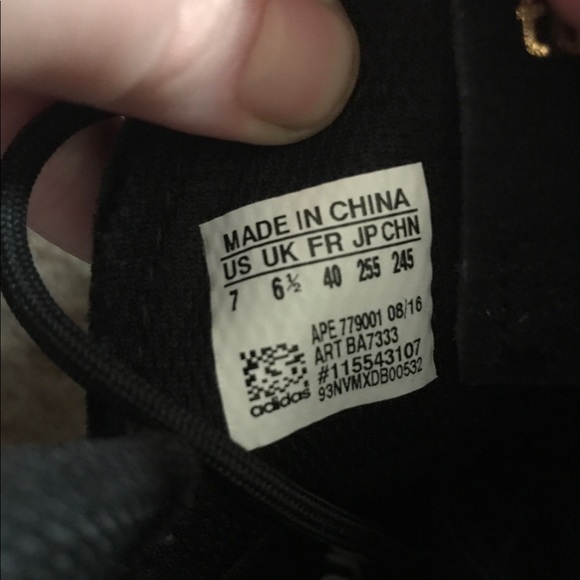 MADE IN CHINA
US UK FR JP CHN
7 6½ 40 255 245
APE 779001 08/16
ART BA7333
#115543107
93NVMXDB00532
adidas